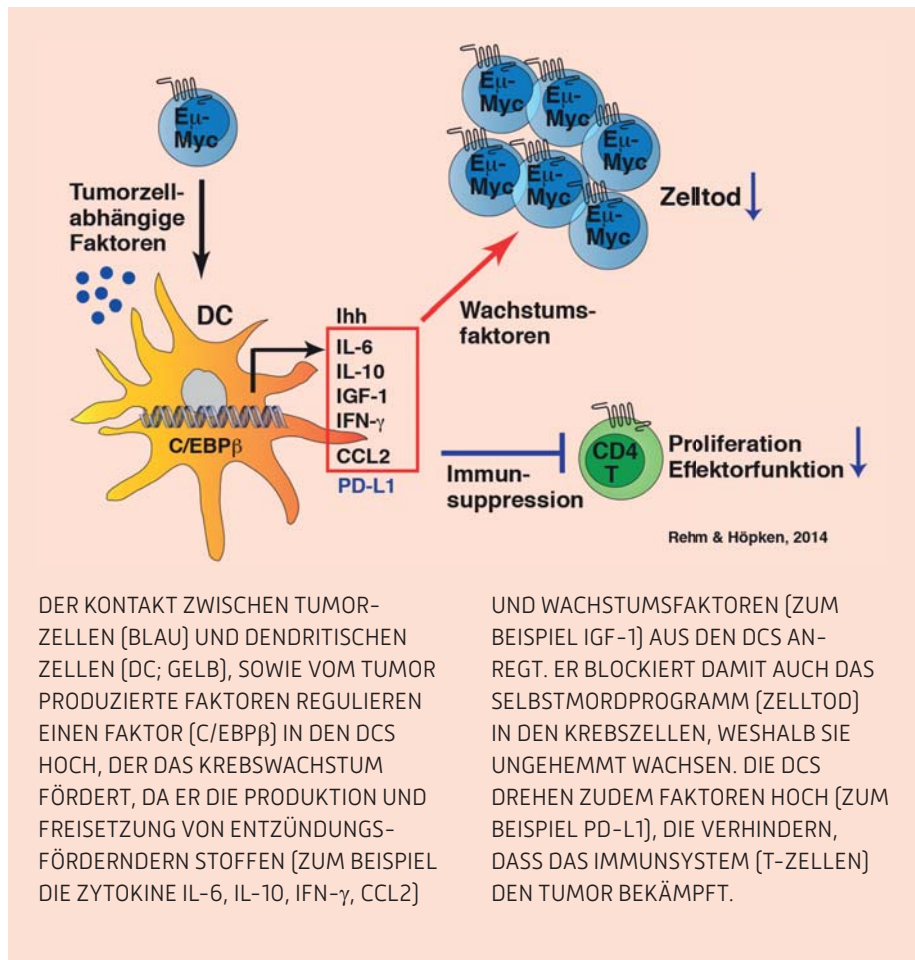 Eμ-
Myc
Tumorzell-
abhängige
Faktoren
DC
C/EBPβ
Ihh
IL-6
IL-10
IGF-1
IFN-γ
CCL2
PD-L1
Eμ-
Myc
Eμ-
Myc
Eμ-
Myc
Eμ-
Myc
Eμ-
Myc
Eμ-
Myc
Zelltod
Wachstums-
faktoren
Immun-
suppression
CD4
T
Proliferation
Effektorfunktion
Rehm & Höpken, 2014
DER KONTAKT ZWISCHEN TUMOR-
ZELLEN (BLAU) UND DENDRITISCHEN
ZELLEN (DC; GELB), SOWIE VOM TUMOR
PRODUZIERTE FAKTOREN REGULIEREN
EINEN FAKTOR (C/EBPβ) IN DEN DCS
HOCH, DER DAS KREBSWACHSTUM
FÖRDERT, DA ER DIE PRODUKTION UND
FREISETZUNG VON ENTZÜNDUNGS-
FÖRDERNDERN STOFFEN (ZUM BEISPIEL
DIE ZYTOKINE IL-6, IL-10, IFN-γ, CCL2)
UND WACHSTUMSFAKTOREN (ZUM
BEISPIEL IGF-1) AUS DEN DCS AN-
REGT. ER BLOCKIERT DAMIT AUCH DAS
SELBSTMORDPROGRAMM (ZELLTOD)
IN DEN KREBSZELLEN, WESHALB SIE
UNGEHEMMT WACHSEN. DIE DCS
DREHEN ZUDEM FAKTOREN HOCH (ZUM
BEISPIEL PD-L1), DIE VERHINDERN,
DASS DAS IMMUNSYSTEM (T-ZELLEN)
DEN TUMOR BEKÄMPFT.